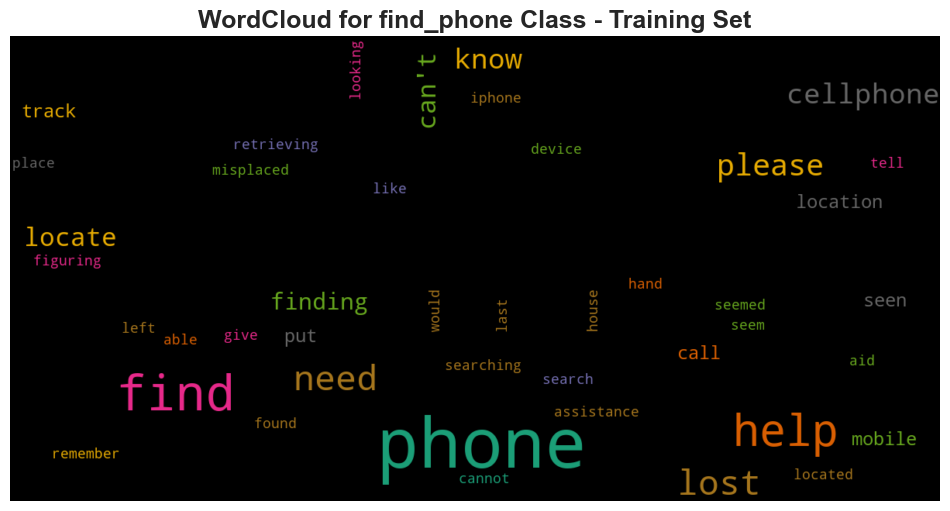 WordCloud for find_phone Class - Training Set
looking
can't
know
iphone
cellphone
track
retrieving
device
place
misplaced
please
tell
like
location
locate
figuring
hand
finding
would
last
house
seemed
seen
left
able
give
put
seem
call
aid
searching
search
find
need
assistance
found
phone
help
mobile
remember
cannot
lost
located